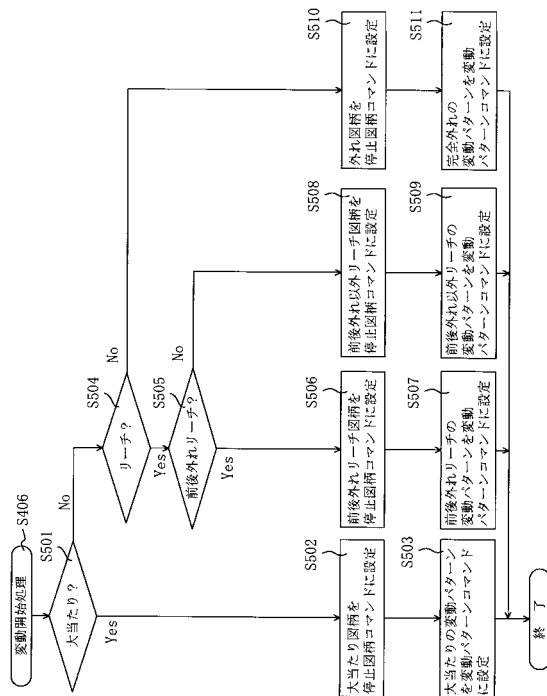 変動開始処理
S406
S501
大当たり？
No
Yes
S504
リーチ？
No
Yes
S505
前後外れリーチ？
No
Yes
S502
大当たり図柄を
停止図柄コマンドに設定
S503
大当たりの変動パターン
を変動パターンコマンド
に設定
S506
前後外れリーチ図柄を
停止図柄コマンドに設定
S507
前後外れリーチの
変動パターンを変動
パターンコマンドに設定
S508
前後外れ以外リーチ図柄を
停止図柄コマンドに設定
S509
前後外れ以外リーチの
変動パターンを変動
パターンコマンドに設定
S510
外れ図柄を
停止図柄コマンドに設定
S511
完全外れの
変動パターンを変動
パターンコマンドに設定
終了